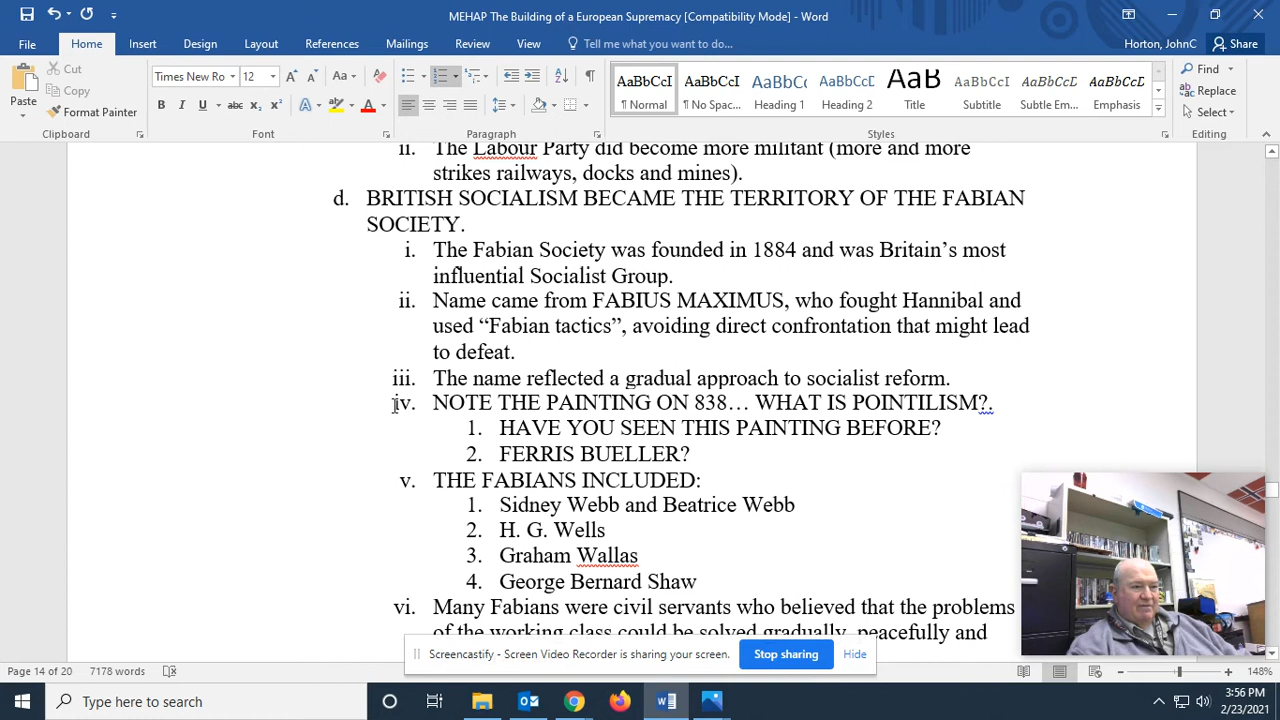 MEHAP The Building of a European Supremacy [Compatibility Mode] - Word
File Home Insert Design Layout References Mailings Review View Tell me what you want to do... Horton, JohnC Share
Paste Cut Copy Format Painter Clipboard
Times New Ro 12 Aa A
B I U abc X₂ X² A A Font
Paragraph
AaBbCcI ¶ Normal
AaBbCcI ¶ No Spac...
AaBbCc Heading 1
AaBbCcI Heading 2
AaB Title
AaBbCcI Subtitle
AaBbCcI Subtle Em...
AaBbCcI Emphasis
Styles
Find Replace Select Editing
ii. The Labour Party did become more militant (more and more
strikes railways, docks and mines).
d. BRITISH SOCIALISM BECAME THE TERRITORY OF THE FABIAN
SOCIETY.
i. The Fabian Society was founded in 1884 and was Britain’s most
influential Socialist Group.
ii. Name came from FABIUS MAXIMUS, who fought Hannibal and
used “Fabian tactics”, avoiding direct confrontation that might lead
to defeat.
iii. The name reflected a gradual approach to socialist reform.
iv. NOTE THE PAINTING ON 838… WHAT IS POINTILISM?.
1. HAVE YOU SEEN THIS PAINTING BEFORE?
2. FERRIS BUELLER?
v. THE FABIANS INCLUDED:
1. Sidney Webb and Beatrice Webb
2. H. G. Wells
3. Graham Wallas
4. George Bernard Shaw
vi. Many Fabians were civil servants who believed that the problems
of the working class could be solved gradually, peacefully and
Screencastify - Screen Video Recorder is sharing your screen. Stop sharing Hide
Page 14 of 20 7178 words 148%
Type here to search 3:56 PM
2/23/2021